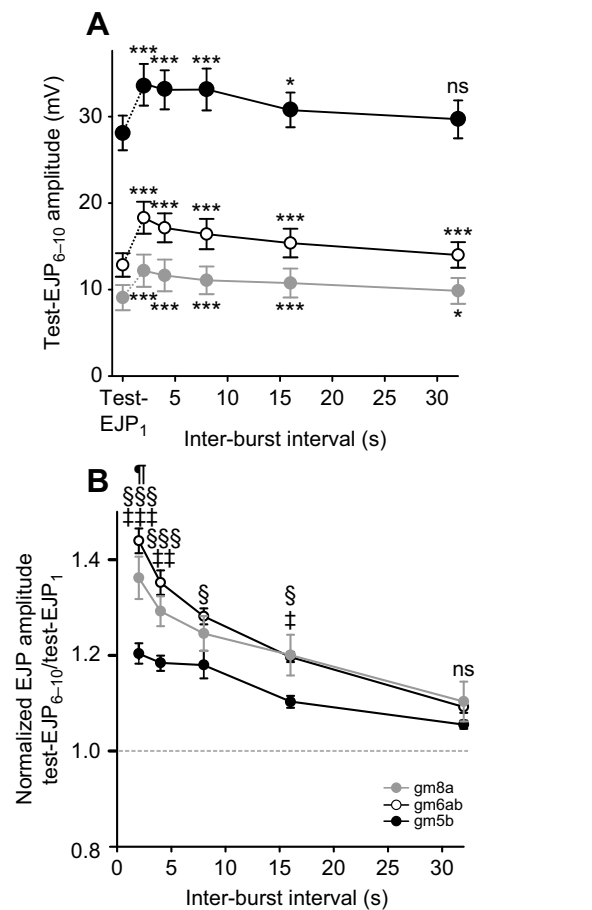 A
Test-EJP6–10 amplitude (mV)
30
20
10
0
*** *** *** * ns
*** *** *** *** ***
*** *** *** *** *
Test-EJP1 5 10 15 20 25 30
Inter-burst interval (s)
B
Normalized EJP amplitude
test-EJP6–10/test-EJP1
1.4
1.2
1.0
0.8
¶
§§§
‡‡‡
§§§
‡‡
§
§
‡
ns
gm8a
gm6ab
gm5b
0 5 10 15 20 25 30
Inter-burst interval (s)